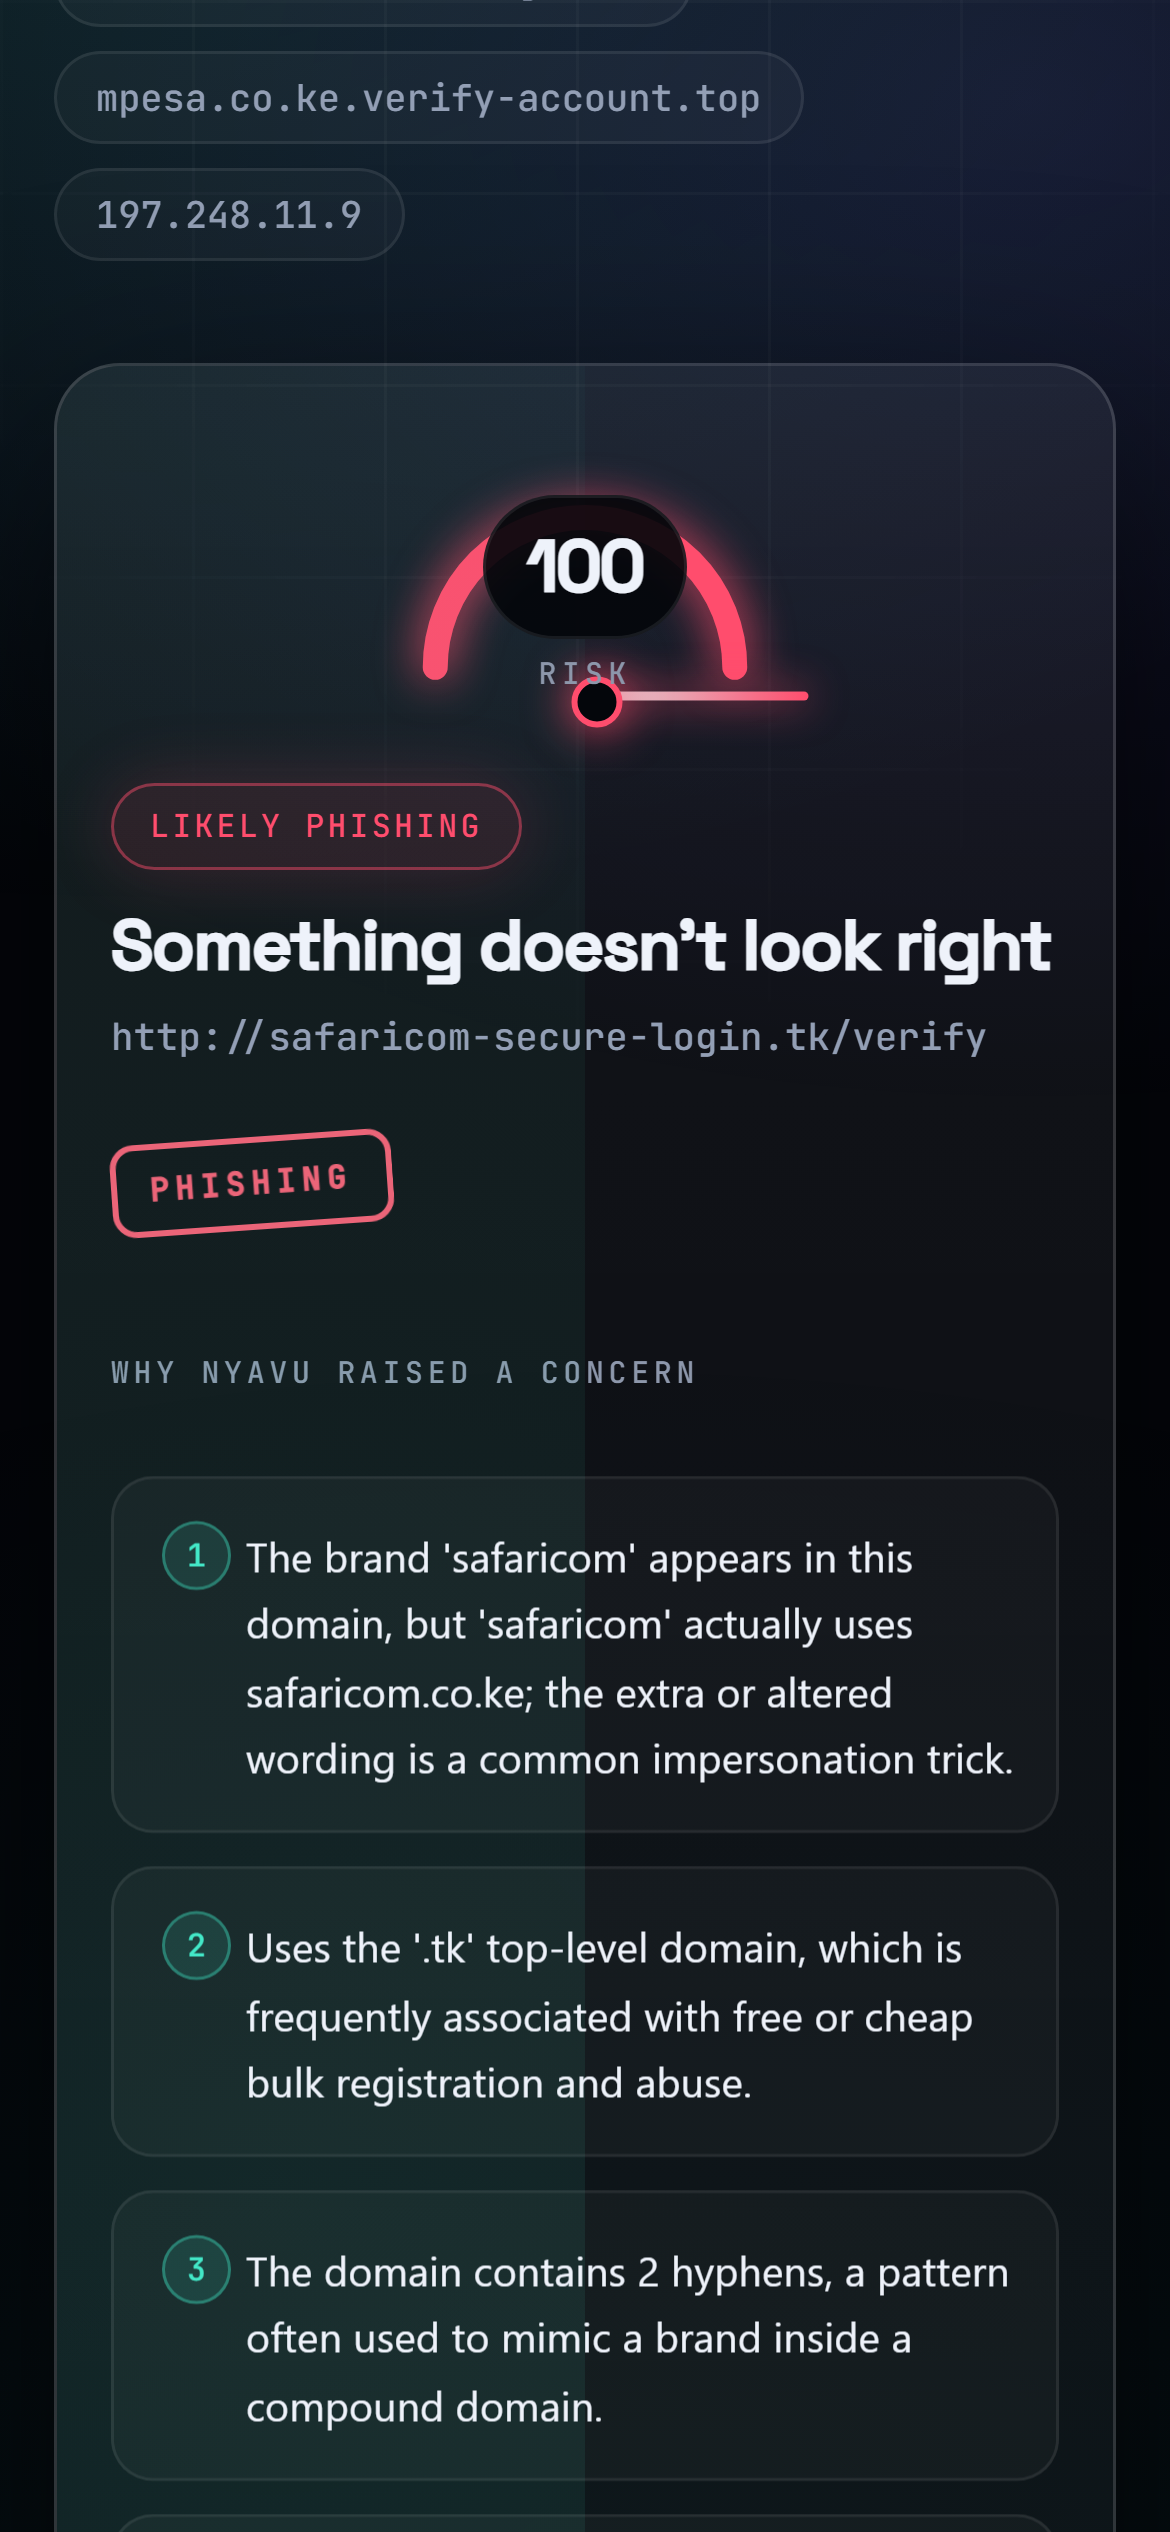 mpesa.co.ke.verify-account.top
197.248.11.9
100
RISK
LIKELY PHISHING
Something doesn’t look right
http://safaricom-secure-login.tk/verify
PHISHING
WHY NYAVU RAISED A CONCERN
1
The brand 'safaricom' appears in this
domain, but 'safaricom' actually uses
safaricom.co.ke; the extra or altered
wording is a common impersonation trick.
2
Uses the '.tk' top-level domain, which is
frequently associated with free or cheap
bulk registration and abuse.
3
The domain contains 2 hyphens, a pattern
often used to mimic a brand inside a
compound domain.